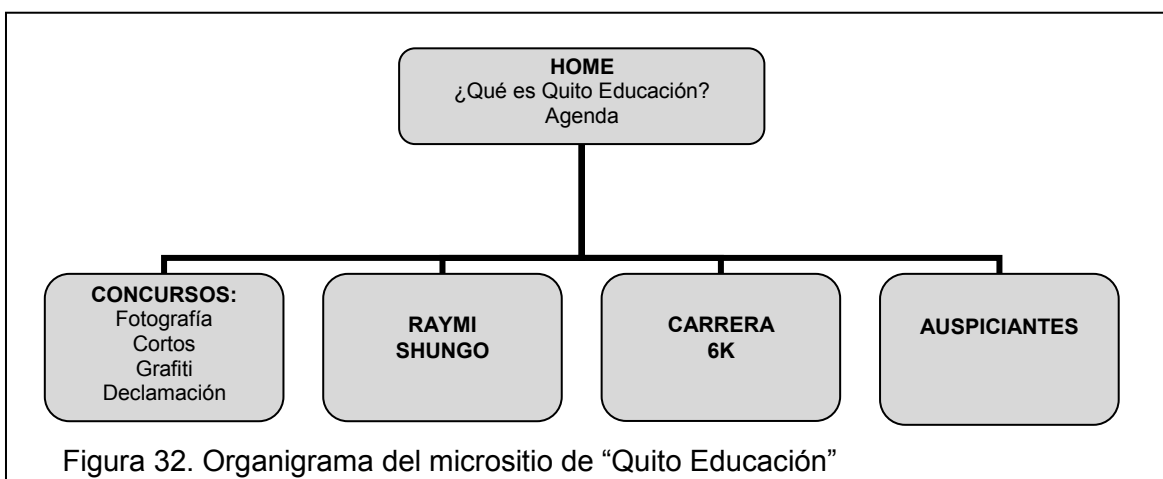 HOME
¿Qué es Quito Educación?
Agenda
CONCURSOS:
Fotografía
Cortos
Grafiti
Declamación
RAYMI
SHUNGO
CARRERA
6K
AUSPICIANTES
Figura 32. Organigrama del micrositio de “Quito Educación”